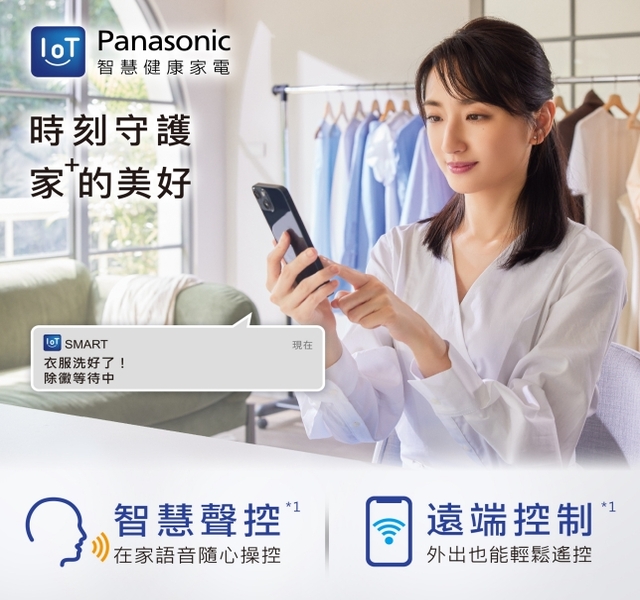 IoT
Panasonic
智慧健康家電
時刻守護
家+的美好
IoT SMART 現在
衣服洗好了！
除黴等待中
智慧聲控*1
在家語音隨心操控
遠端控制*1
外出也能輕鬆遙控